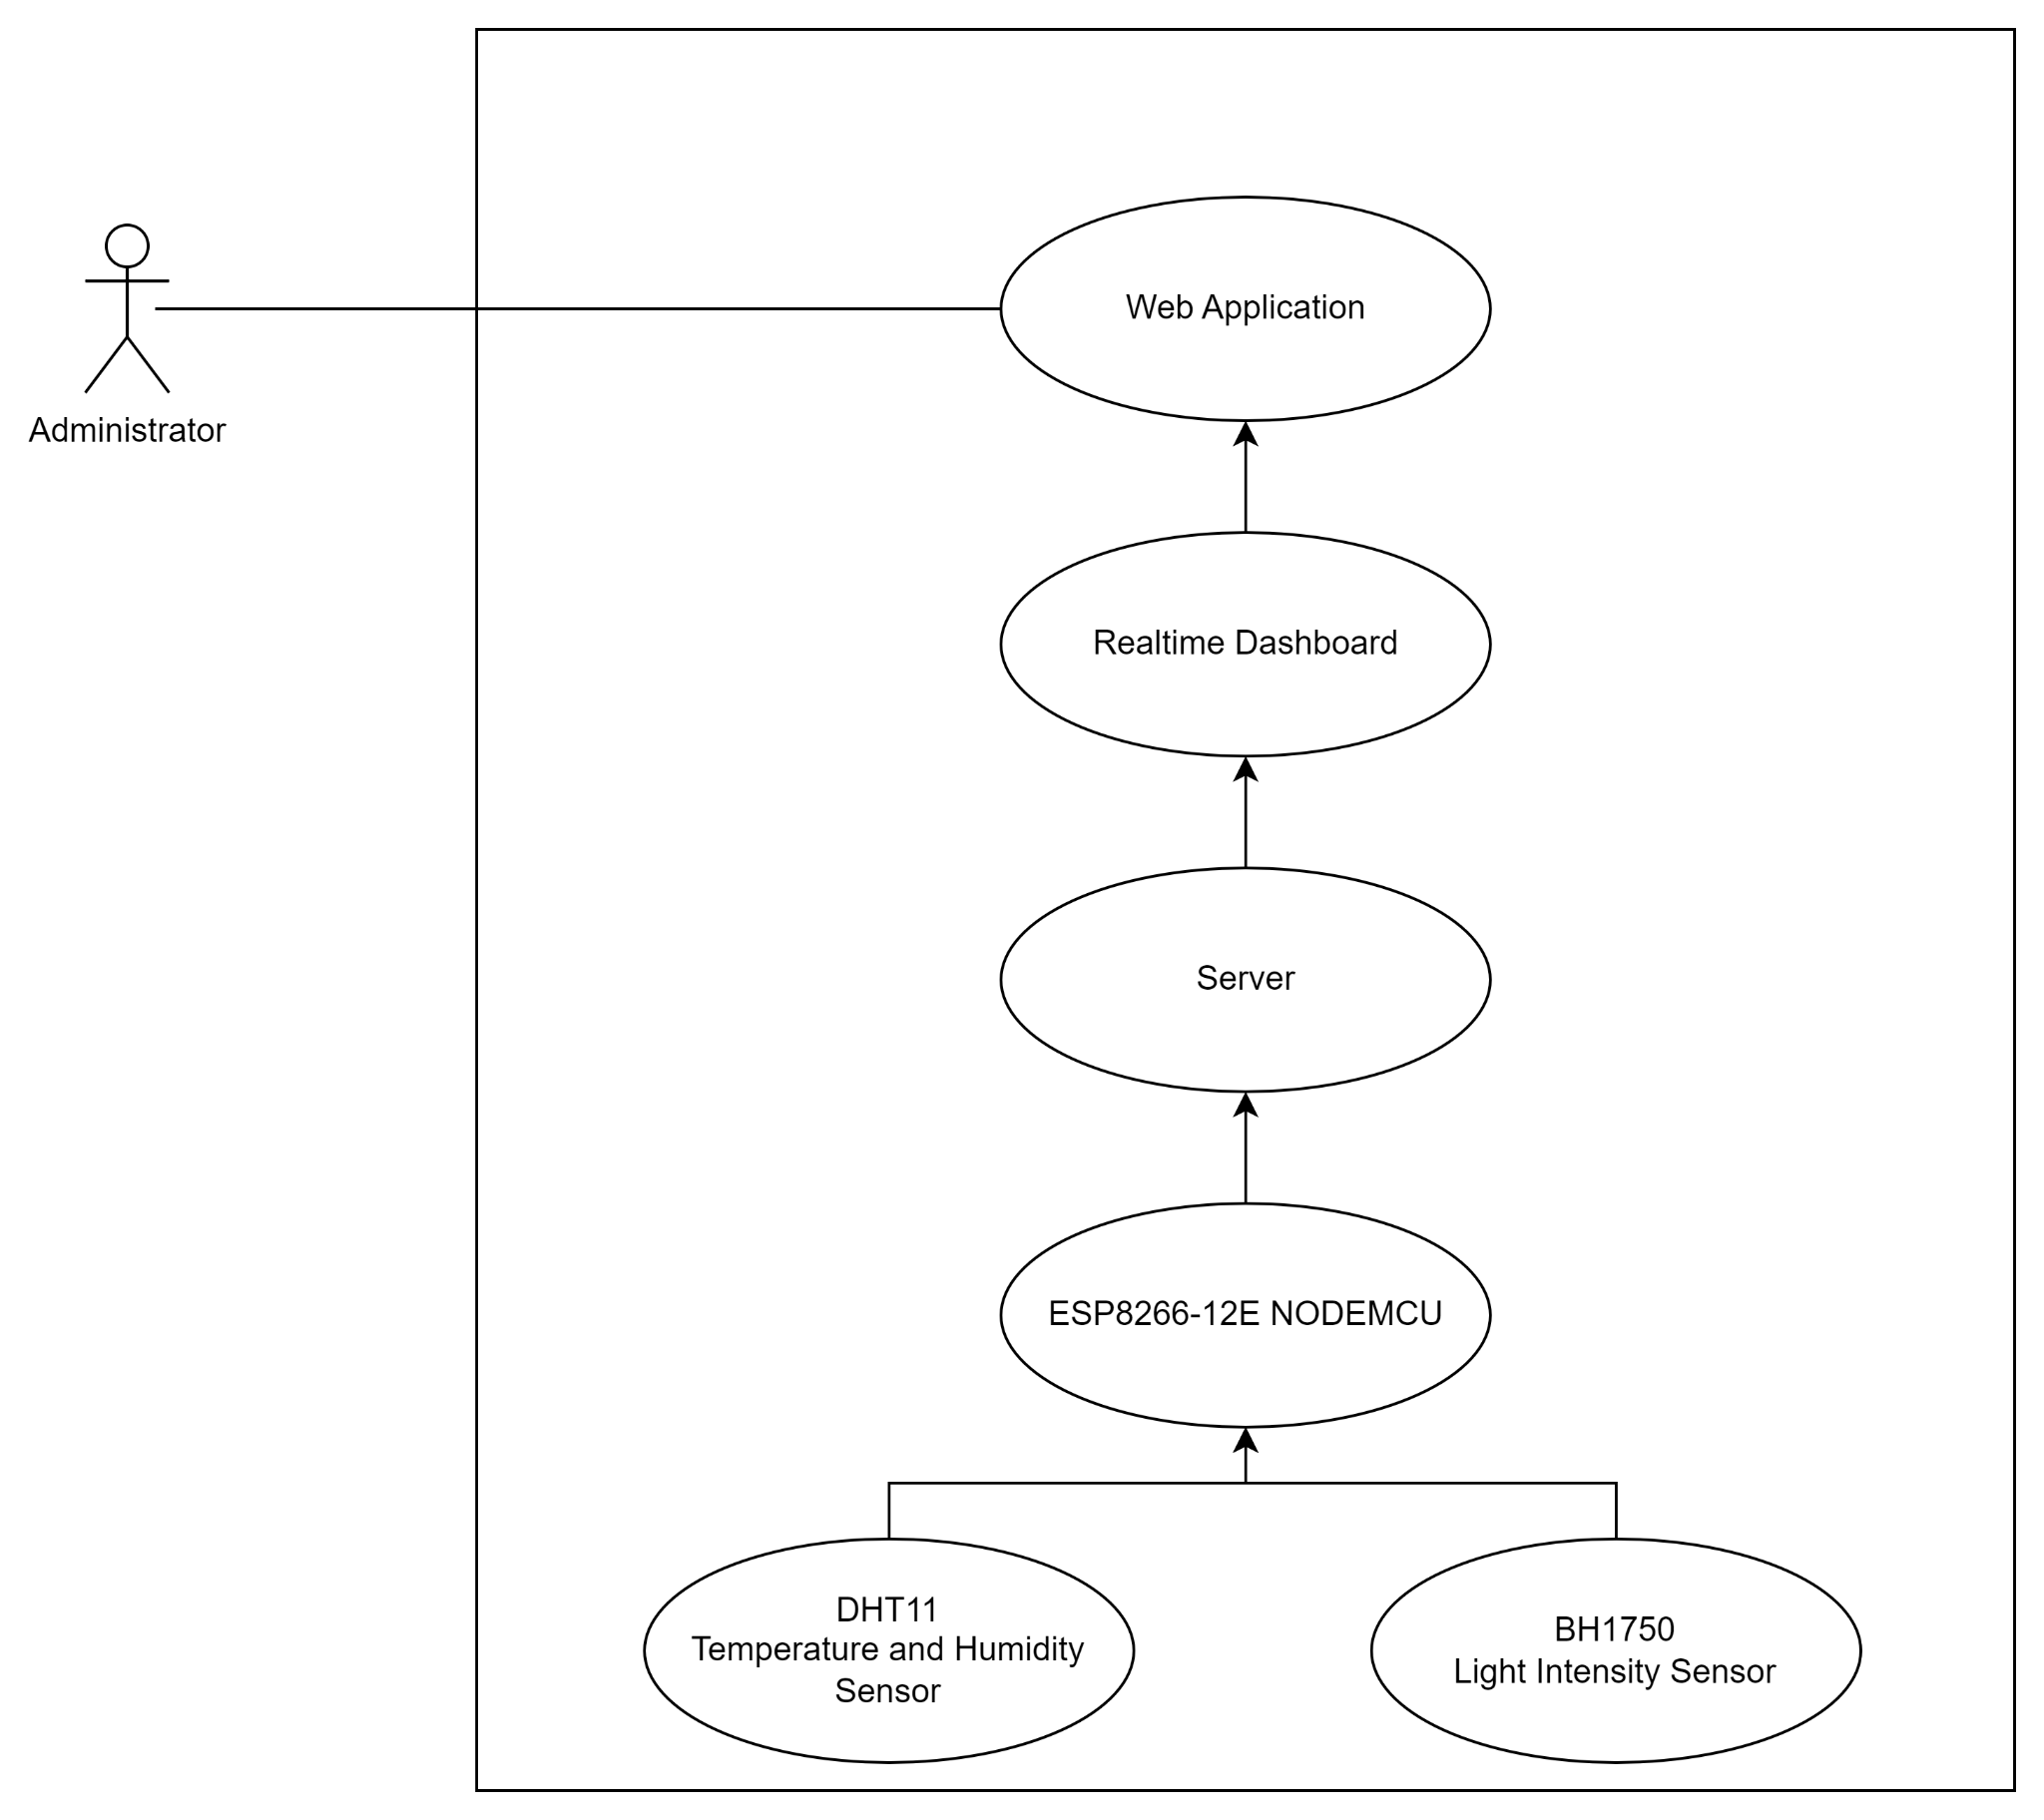 Web Application
Administrator
Realtime Dashboard
Server
ESP8266-12E NODEMCU
DHT11
Temperature and Humidity
Sensor
BH1750
Light Intensity Sensor